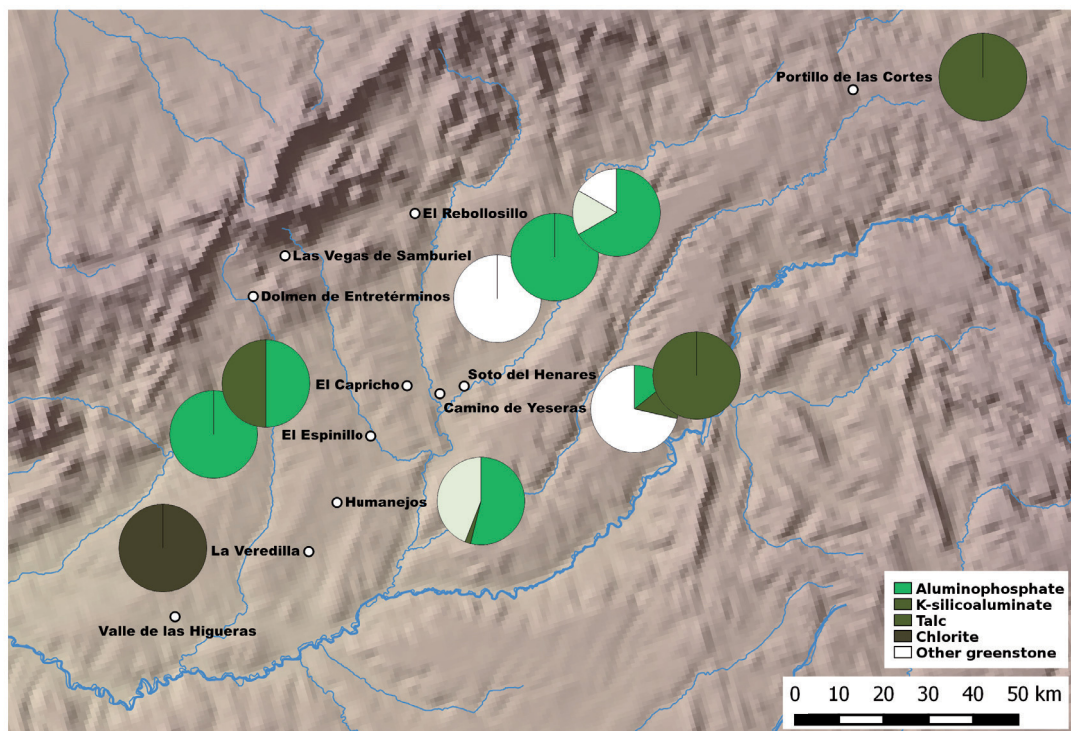 Portillo de las Cortes
El Rebollosillo
Las Vegas de Samburiel
Dolmen de Entretérminos
El Capricho
Soto del Henares
Camino de Yeseras
El Espinillo
Humanejos
La Veredilla
Valle de las Higueras
Aluminophosphate
K-silicoaluminate
Talc
Chlorite
Other greenstone
0 10 20 30 40 50 km